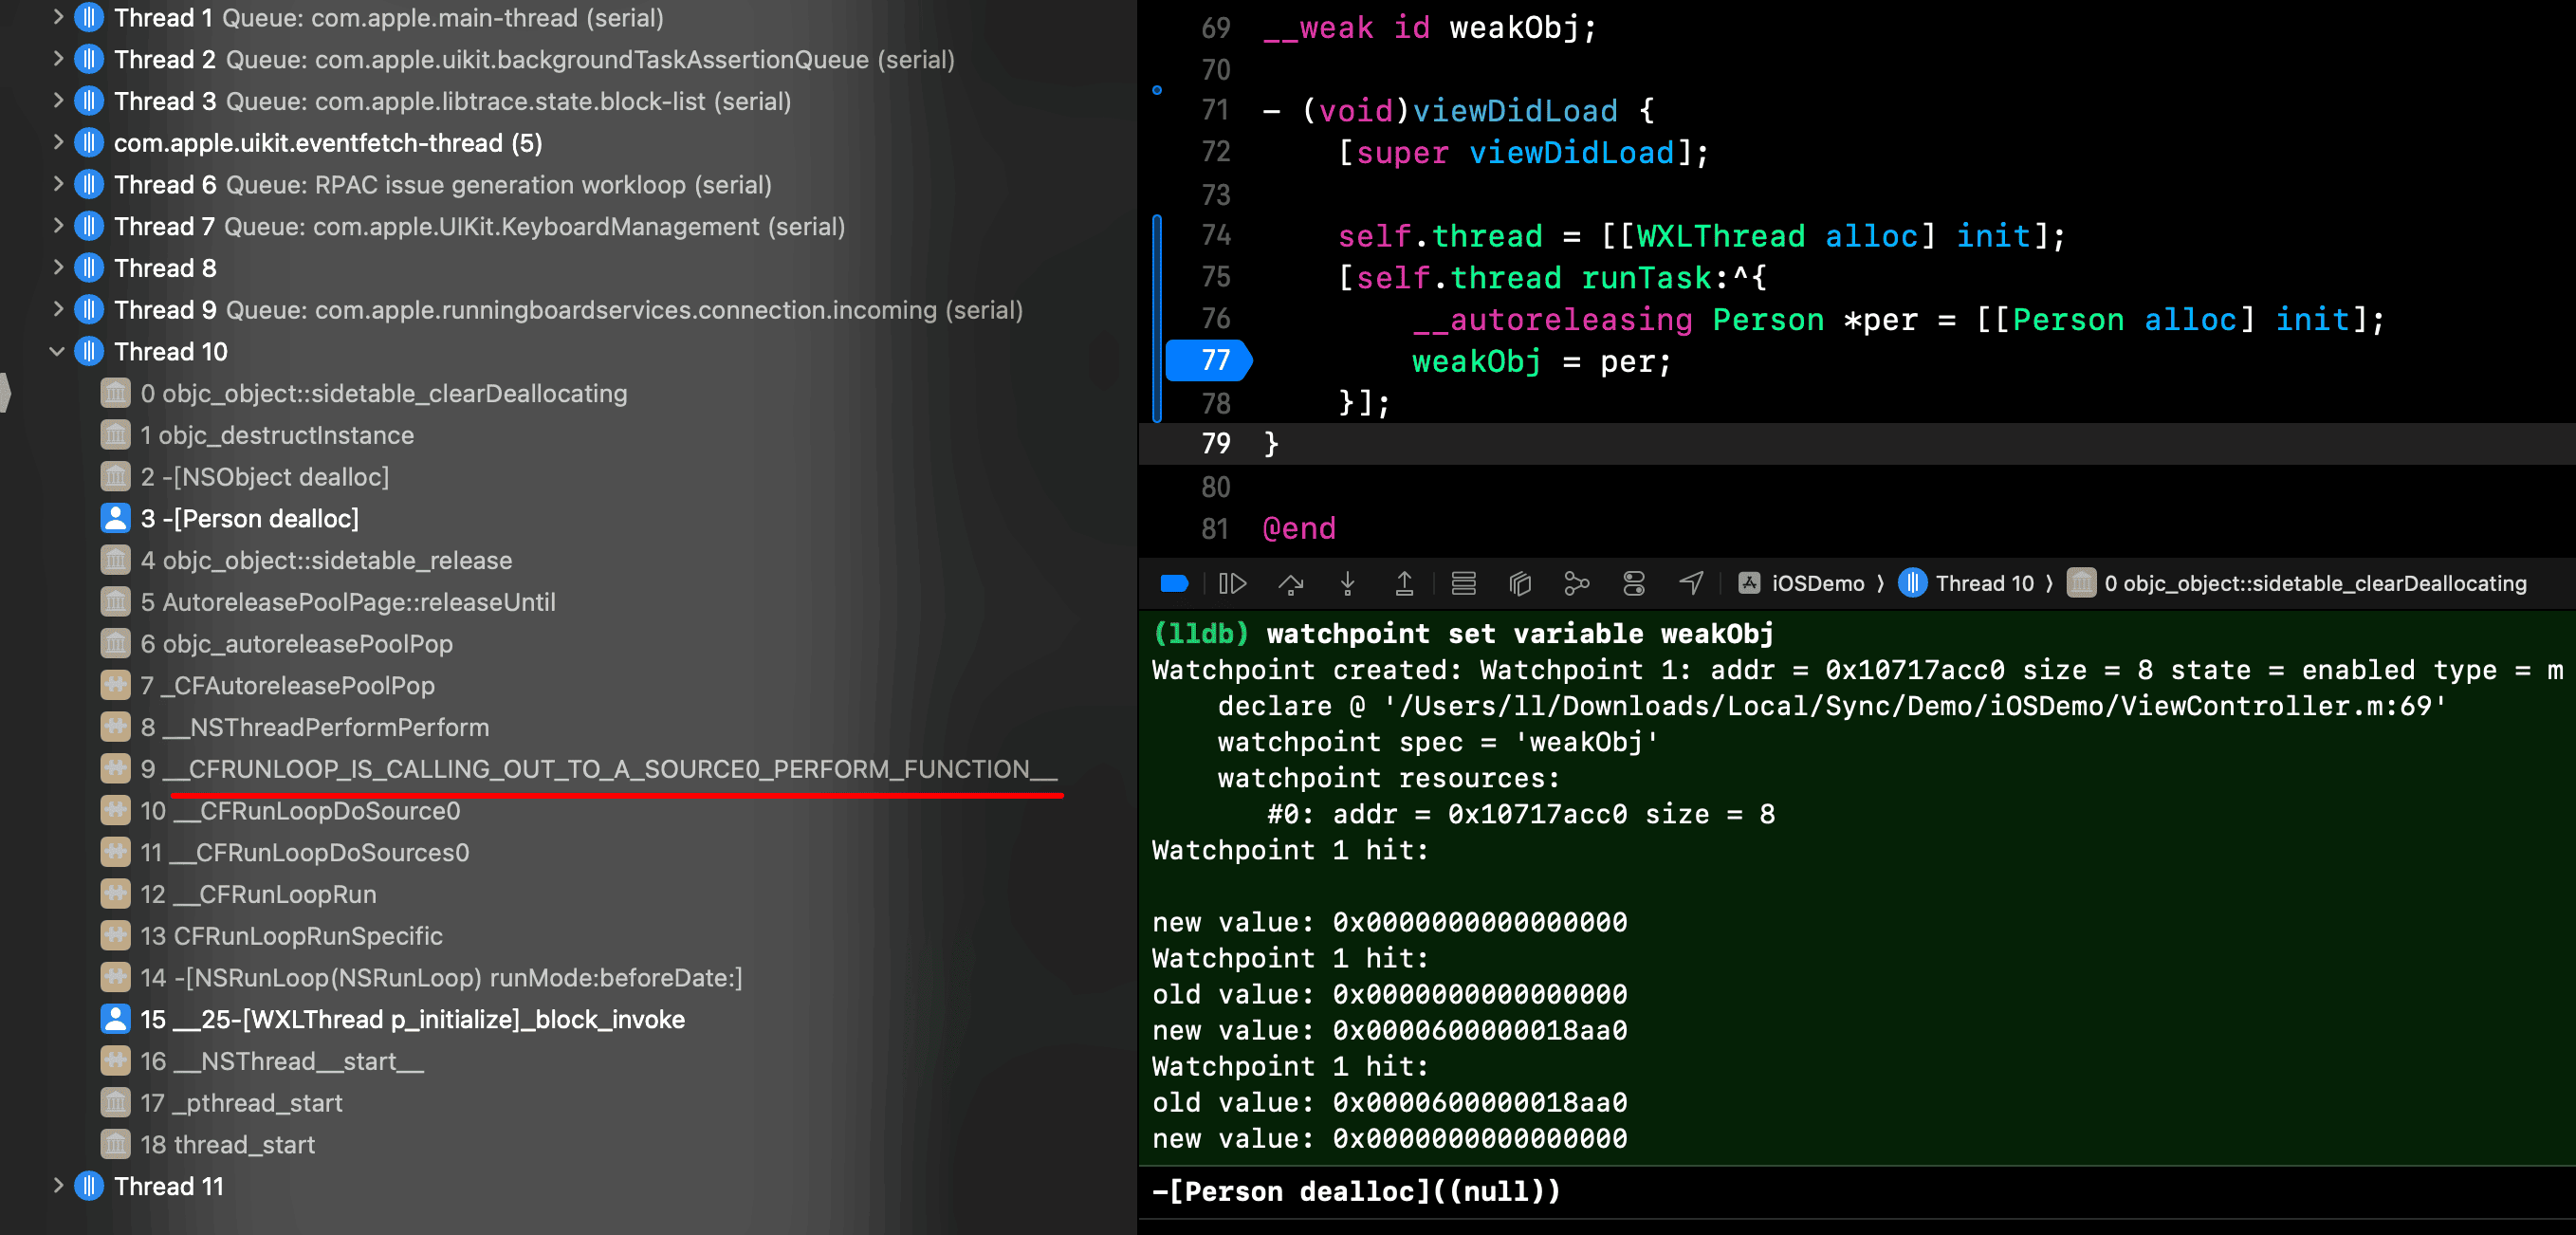 Thread 1 Queue: com.apple.main-thread (serial)
Thread 2 Queue: com.apple.uikit.backgroundTaskAssertionQueue (serial)
Thread 3 Queue: com.apple.libtrace.state.block-list (serial)
com.apple.uikit.eventfetch-thread (5)
Thread 6 Queue: RPAC issue generation workloop (serial)
Thread 7 Queue: com.apple.UIKit.KeyboardManagement (serial)
Thread 8
Thread 9 Queue: com.apple.runningboardservices.connection.incoming (serial)
Thread 10
0 objc_object::sidetable_clearDeallocating
1 objc_destructInstance
2 -[NSObject dealloc]
3 -[Person dealloc]
4 objc_object::sidetable_release
5 AutoreleasePoolPage::releaseUntil
6 objc_autoreleasePoolPop
7 _CFAutoreleasePoolPop
8 __NSThreadPerformPerform
9 __CFRUNLOOP_IS_CALLING_OUT_TO_A_SOURCE0_PERFORM_FUNCTION__
10 __CFRunLoopDoSource0
11 __CFRunLoopDoSources0
12 __CFRunLoopRun
13 CFRunLoopRunSpecific
14 -[NSRunLoop(NSRunLoop) runMode:beforeDate:]
15 __25-[WXLThread p_initialize]_block_invoke
16 __NSThread__start__
17 _pthread_start
18 thread_start
Thread 11
69 __weak id weakObj;
70
71 - (void)viewDidLoad {
72 [super viewDidLoad];
73
74 self.thread = [[WXLThread alloc] init];
75 [self.thread runTask:^{
76 __autoreleasing Person *per = [[Person alloc] init];
77 weakObj = per;
78 }];
79 }
80
81 @end
iOSDemo ⟩ Thread 10 ⟩ 0 objc_object::sidetable_clearDeallocating
(lldb) watchpoint set variable weakObj
Watchpoint created: Watchpoint 1: addr = 0x10717acc0 size = 8 state = enabled type = m
declare @ '/Users/ll/Downloads/Local/Sync/Demo/iOSDemo/ViewController.m:69'
watchpoint spec = 'weakObj'
watchpoint resources:
#0: addr = 0x10717acc0 size = 8
Watchpoint 1 hit:
new value: 0x0000000000000000
Watchpoint 1 hit:
old value: 0x0000000000000000
new value: 0x0000600000018aa0
Watchpoint 1 hit:
old value: 0x0000600000018aa0
new value: 0x0000000000000000
-[Person dealloc]((null))